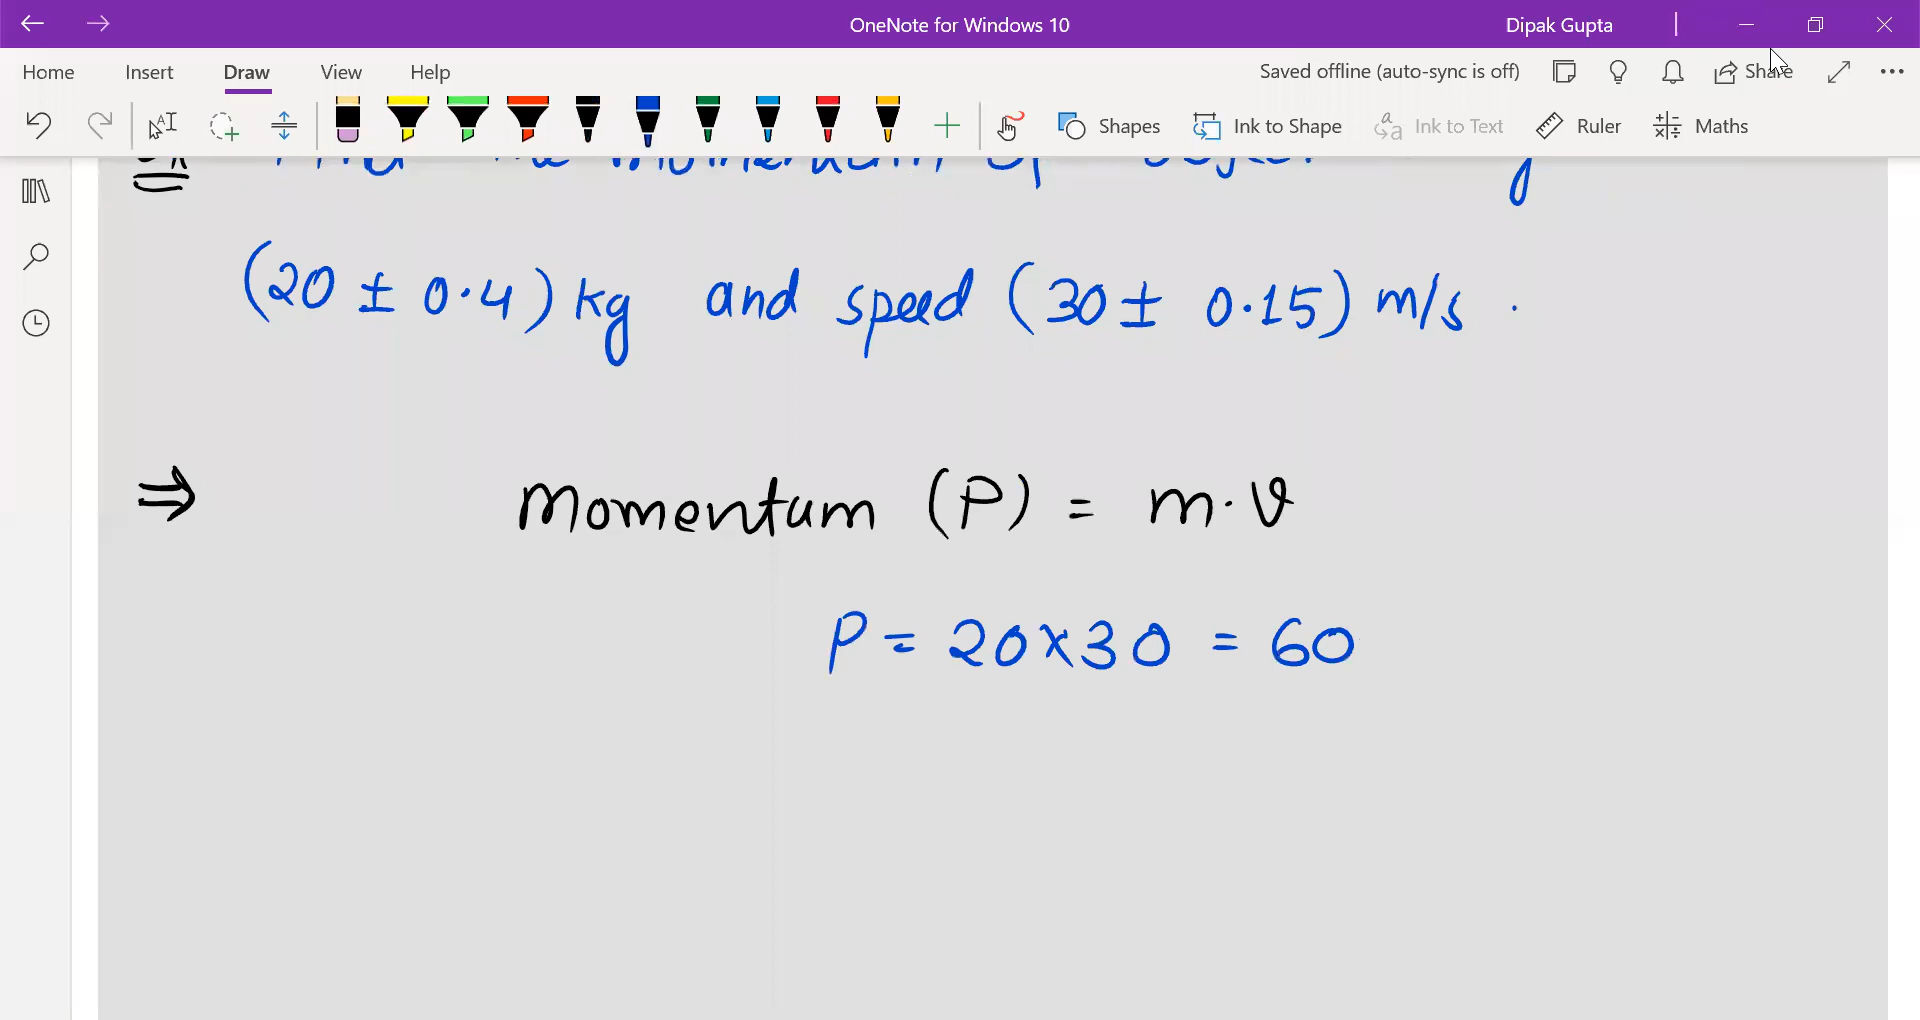 OneNote for Windows 10
Dipak Gupta
Home Insert Draw View Help
Saved offline (auto-sync is off) Share
Shapes Ink to Shape Ink to Text Ruler Maths
(20 ± 0.4) kg and speed (30 ± 0.15) m/s .
⇒ Momentum (P) = m.v
P = 20×30 = 60